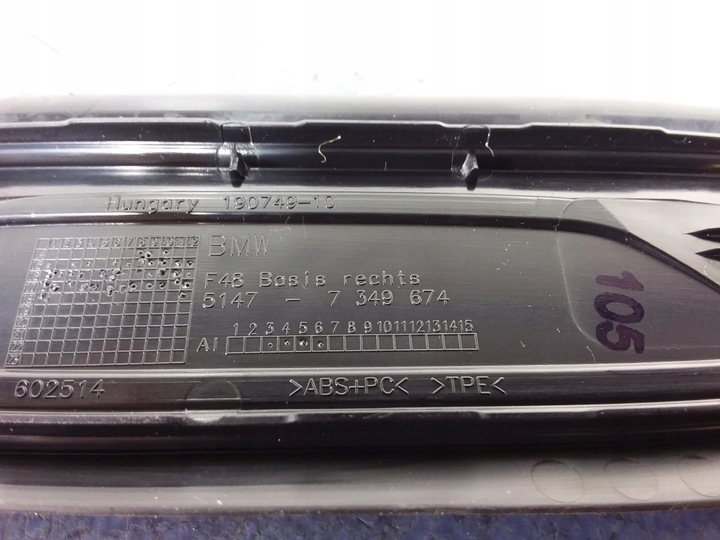 Hungary 190749-10
BMW
F48 Basis rechts
5147 - 7 349 674
1 2 3 4 5 6 7 8 9 10 11 12 13 14 15
AI
602514
>ABS+PC< >TPE<
105